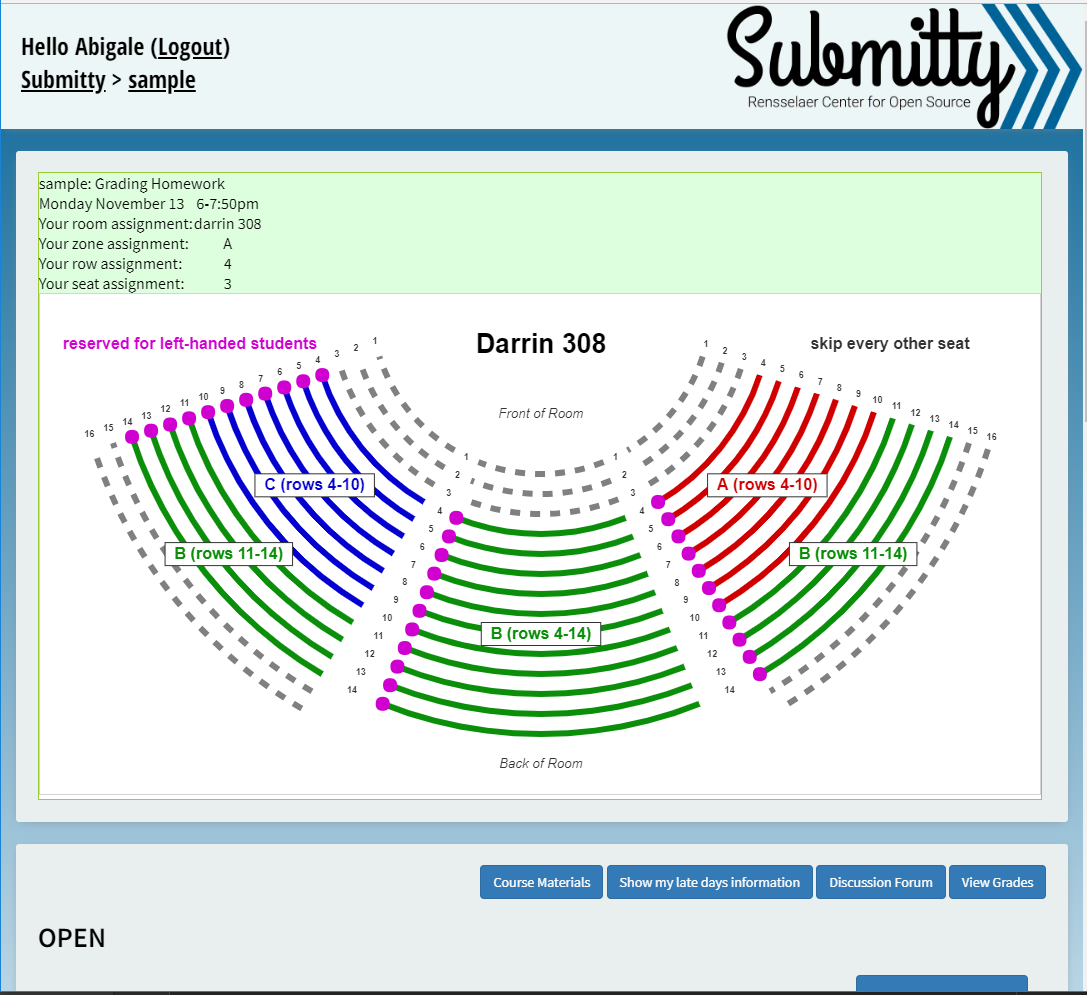 Hello Abigale (Logout)
Submitty > sample
Submitty
Rensselaer Center for Open Source
sample: Grading Homework
Monday November 13 6-7:50pm
Your room assignment: darrin 308
Your zone assignment: A
Your row assignment: 4
Your seat assignment: 3
reserved for left-handed students
Darrin 308
skip every other seat
16 15 14 13 12 11 10 9 8 7 6 5 4 3 2 1
1 2 3 4 5 6 7 8 9 10 11 12 13 14 15 16
Front of Room
1 2 3 4 5 6 7 8 9 10 11 12 13 14
1 2 3 4 5 6 7 8 9 10 11 12 13 14
C (rows 4-10)
A (rows 4-10)
B (rows 11-14)
B (rows 11-14)
B (rows 4-14)
Back of Room
Course Materials
Show my late days information
Discussion Forum
View Grades
OPEN